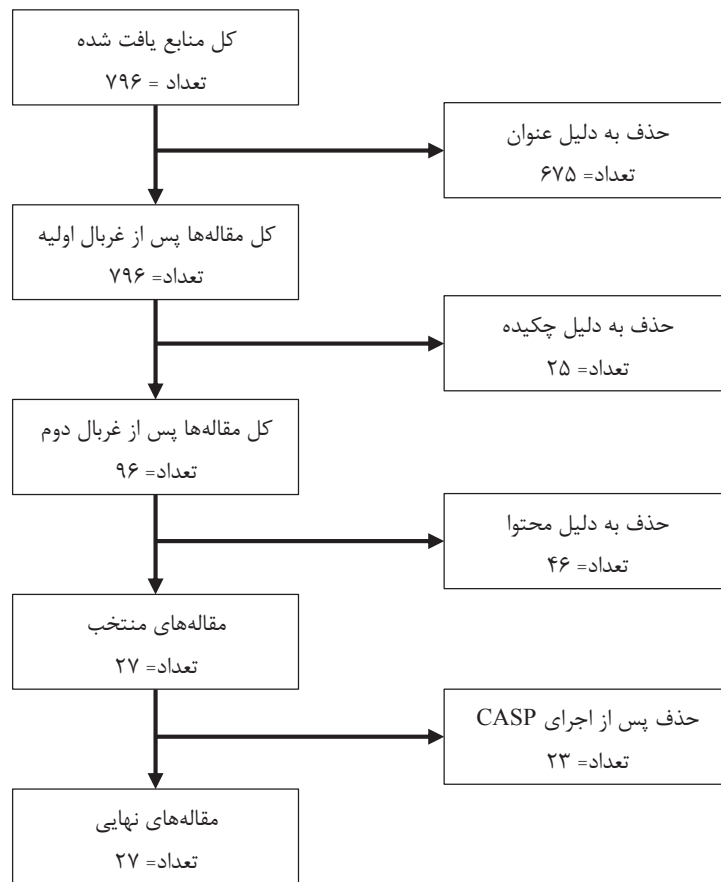 کل منابع یافت شده
تعداد = ۷۹۶
حذف به دلیل عنوان
تعداد= ۶۷۵
کل مقاله‌ها پس از غربال اولیه
تعداد= ۷۹۶
حذف به دلیل چکیده
تعداد= ۲۵
کل مقاله‌ها پس از غربال دوم
تعداد= ۹۶
حذف به دلیل محتوا
تعداد= ۴۶
مقاله‌های منتخب
تعداد= ۲۷
حذف پس از اجرای CASP
تعداد= ۲۳
مقاله‌های نهایی
تعداد= ۲۷